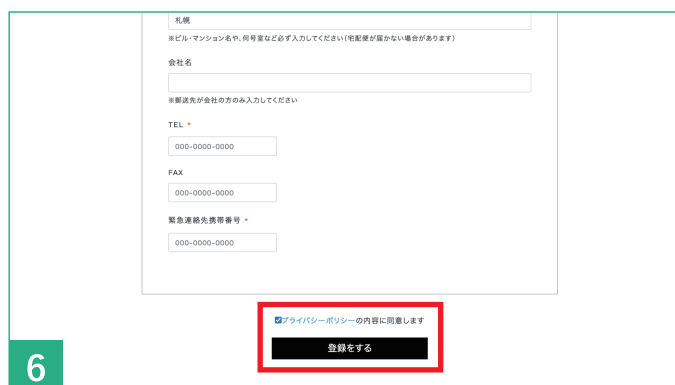 札幌
※ビル・マンション名や、何号室など必ず入力してください（宅配便が届かない場合があります）
会社名
※郵送先が会社の方のみ入力してください
TEL *
000-0000-0000
FAX
000-0000-0000
緊急連絡先携帯番号 *
000-0000-0000
プライバシーポリシーの内容に同意します
登録をする
6